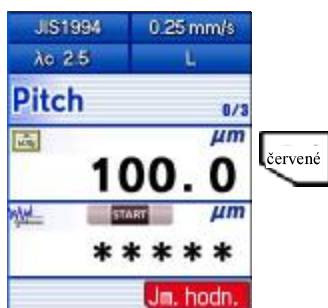 JIS1994 0.25 mm/s
λc 2.5 L
Pitch 0/3
µm
100.0
červené
START µm
*****
Jm. hodn.